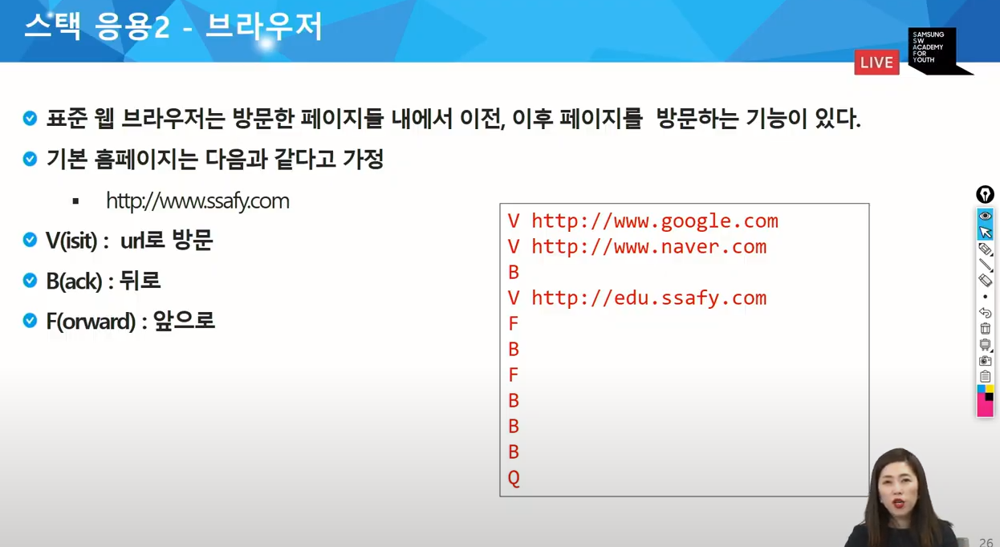 스택 응용2 - 브라우저
SAMSUNG
SW
ACADEMY
FOR
YOUTH
LIVE
표준 웹 브라우저는 방문한 페이지들 내에서 이전, 이후 페이지를 방문하는 기능이 있다.
기본 홈페이지는 다음과 같다고 가정
http://www.ssafy.com
V(isit) : url로 방문
B(ack) : 뒤로
F(orward) : 앞으로
V http://www.google.com
V http://www.naver.com
B
V http://edu.ssafy.com
F
B
F
B
B
B
Q
26